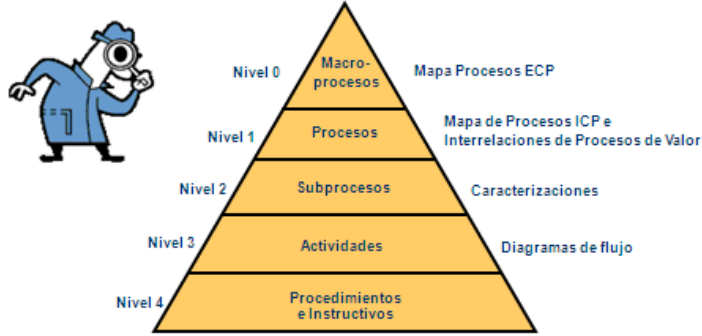 Nivel 0
Macro-
procesos
Mapa Procesos ECP
Nivel 1
Procesos
Mapa de Procesos ICP e
Interrelaciones de Procesos de Valor
Nivel 2
Subprocesos
Caracterizaciones
Nivel 3
Actividades
Diagramas de flujo
Nivel 4
Procedimientos
e Instructivos